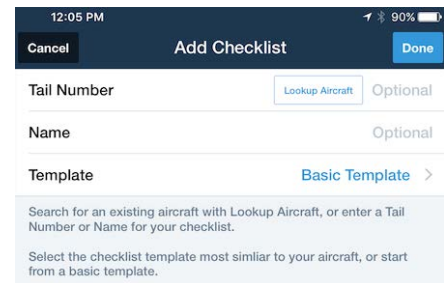 12:05 PM 90%
Cancel Add Checklist Done
Tail Number Lookup Aircraft Optional
Name Optional
Template Basic Template >
Search for an existing aircraft with Lookup Aircraft, or enter a Tail
Number or Name for your checklist.
Select the checklist template most simliar to your aircraft, or start
from a basic template.